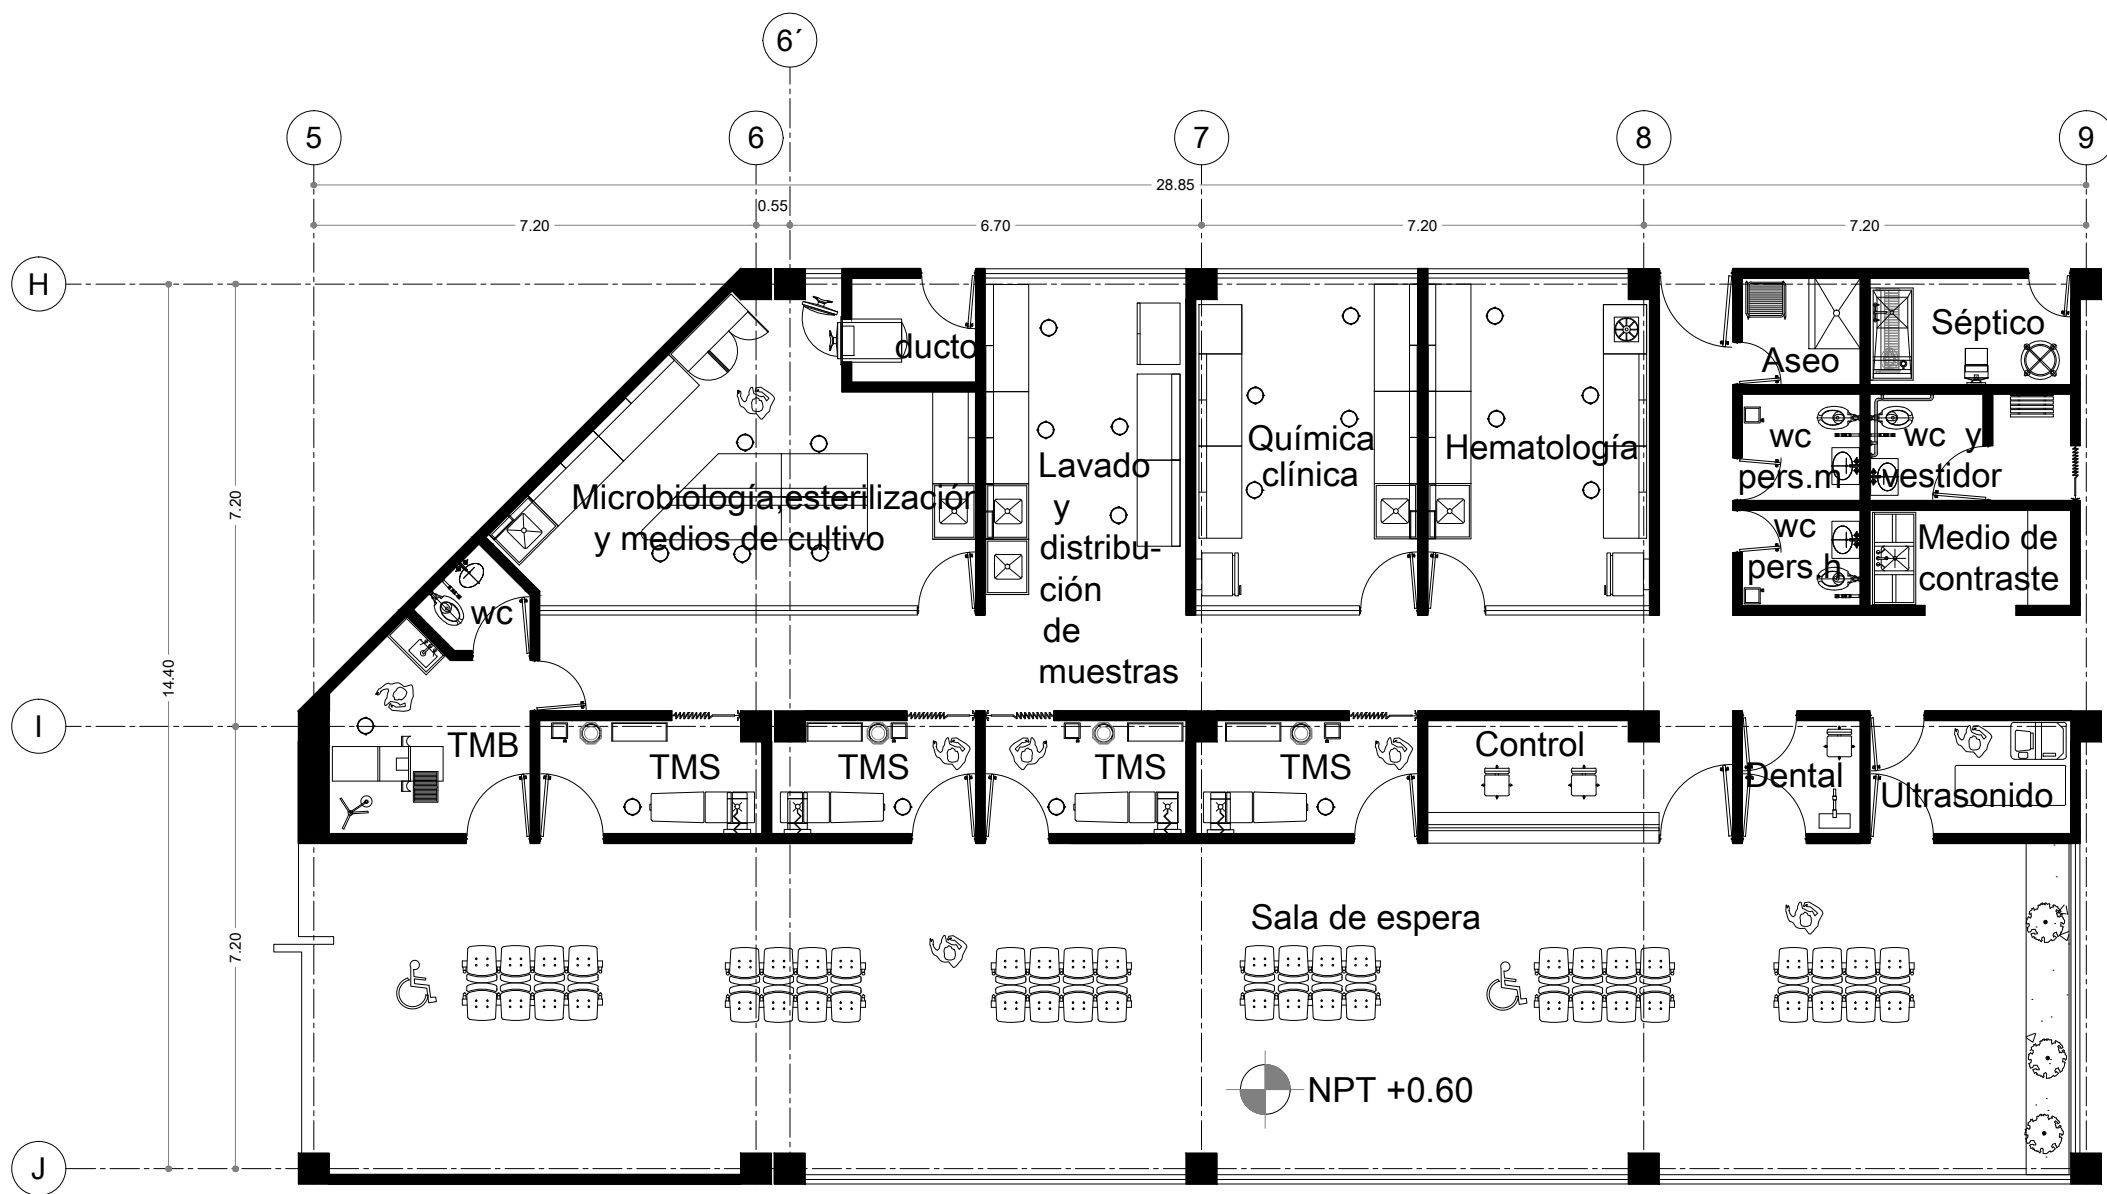 6´
5
6
7
8
9
28.85
0.55
7.20
6.70
7.20
7.20
H
ducto
Séptico
Aseo
Química
clínica
Hematología
wc
pers.m
wc y
vestidor
Lavado
y
distribu-
ción
de
muestras
Microbiología,esterilización
y medios de cultivo
7.20
wc
pers.h
Medio de
contraste
wc
14.40
I
TMB
TMS
TMS
TMS
TMS
Control
Dental
Ultrasonido
7.20
Sala de espera
NPT +0.60
J